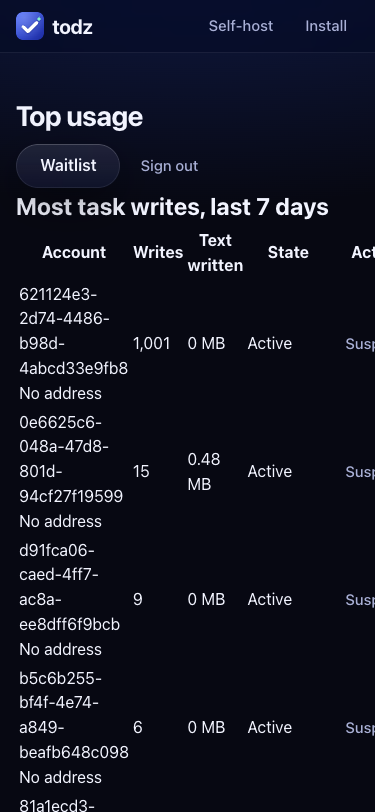 todz
Self-host
Install
Top usage
Waitlist
Sign out
Most task writes, last 7 days
Account
Writes
Text
written
State
621124e3-
2d74-4486-
b98d-
4abcd33e9fb8
No address
1,001
0 MB
Active
0e6625c6-
048a-47d8-
801d-
94cf27f19599
No address
15
0.48
MB
Active
d91fca06-
caed-4ff7-
ac8a-
ee8dff6f9bcb
No address
9
0 MB
Active
b5c6b255-
bf4f-4e74-
a849-
beafb648c098
No address
6
0 MB
Active
81a1ecd3-